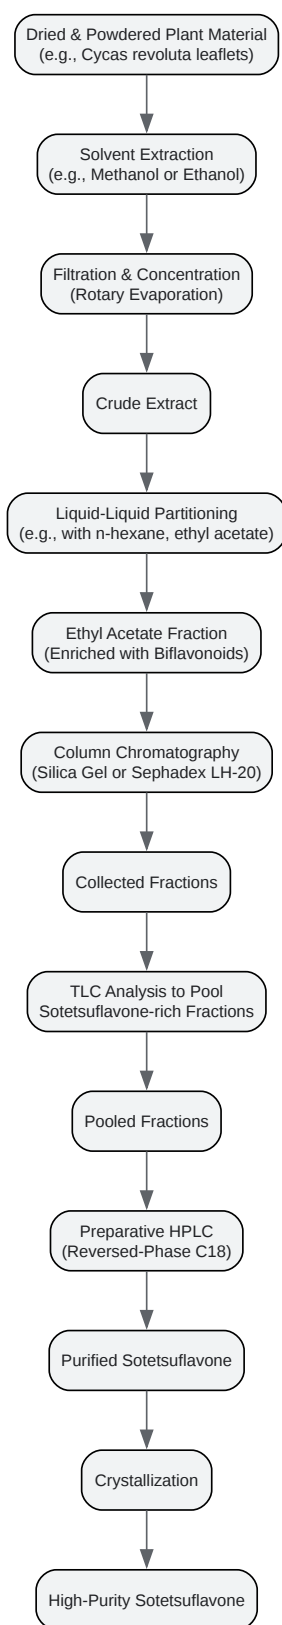 Dried & Powdered Plant Material
(e.g., Cycas revoluta leaflets)
Solvent Extraction
(e.g., Methanol or Ethanol)
Filtration & Concentration
(Rotary Evaporation)
Crude Extract
Liquid-Liquid Partitioning
(e.g., with n-hexane, ethyl acetate)
Ethyl Acetate Fraction
(Enriched with Biflavonoids)
Column Chromatography
(Silica Gel or Sephadex LH-20)
Collected Fractions
TLC Analysis to Pool
Sotetsuflavone-rich Fractions
Pooled Fractions
Preparative HPLC
(Reversed-Phase C18)
Purified Sotetsuflavone
Crystallization
High-Purity Sotetsuflavone